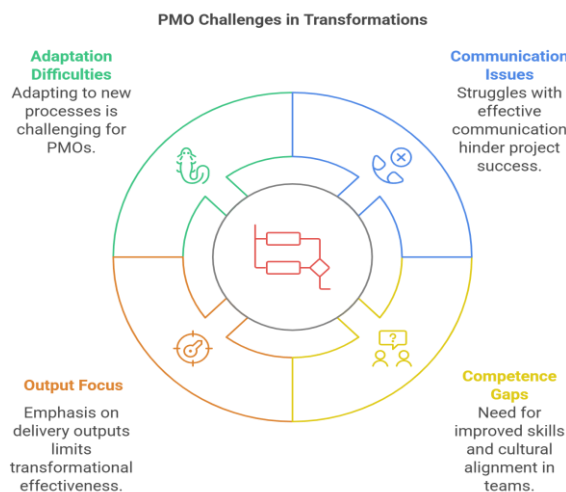 PMO Challenges in Transformations
Adaptation
Difficulties
Adapting to new
processes is
challenging for
PMOs.
Communication
Issues
Struggles with
effective
communication
hinder project
success.
?
Output Focus
Emphasis on
delivery outputs
limits
transformational
effectiveness.
Competence
Gaps
Need for
improved skills
and cultural
alignment in
teams.